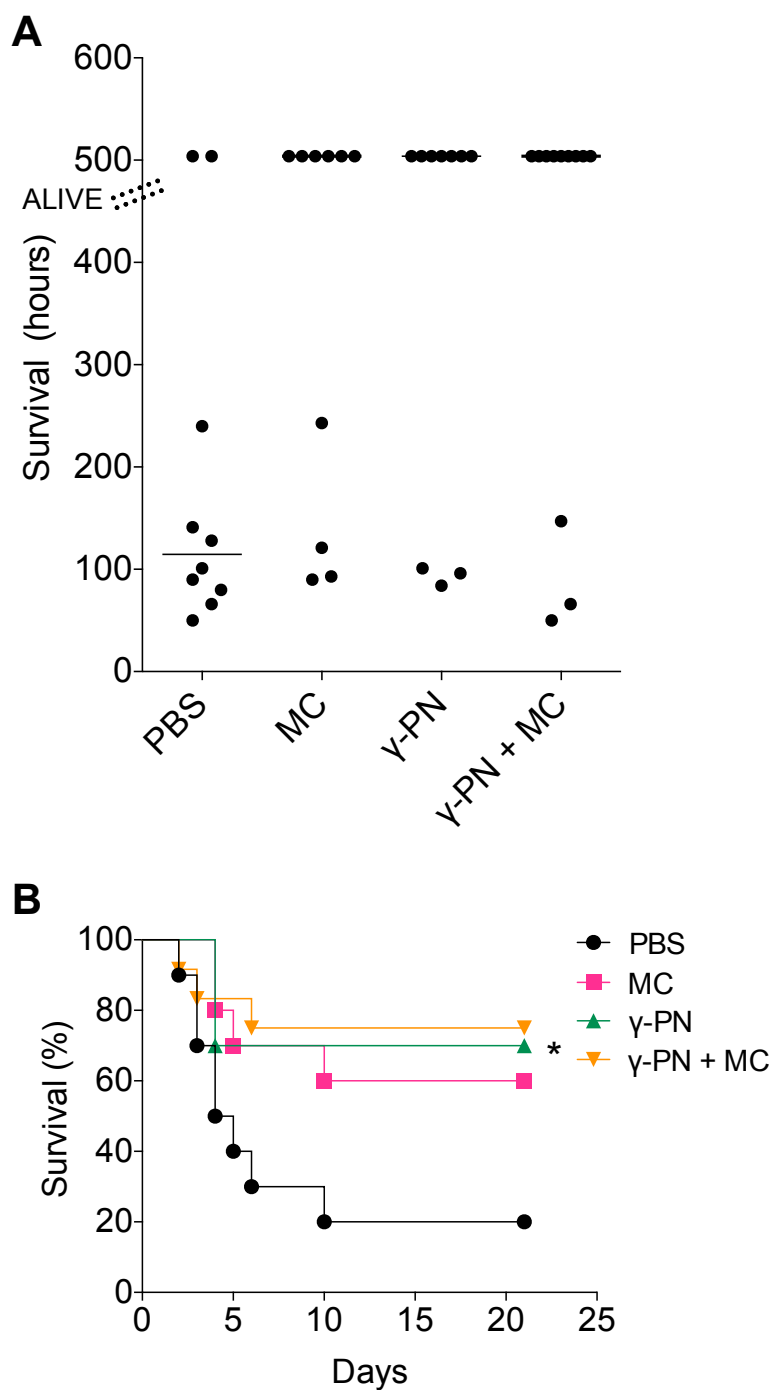 A
600
500
ALIVE
400
300
200
100
0
Survival (hours)
PBS
MC
γ-PN
γ-PN + MC
B
100
80
60
40
20
0
Survival (%)
0 5 10 15 20 25
Days
*
PBS
MC
γ-PN
γ-PN + MC